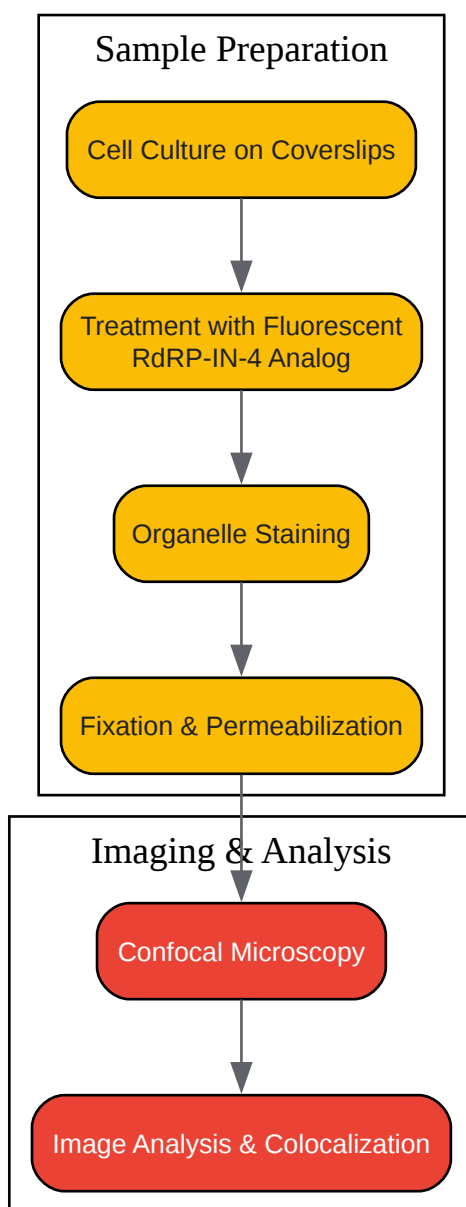 Sample Preparation
Cell Culture on Coverslips
Treatment with Fluorescent
RdRP-IN-4 Analog
Organelle Staining
Fixation & Permeabilization
Imaging & Analysis
Confocal Microscopy
Image Analysis & Colocalization